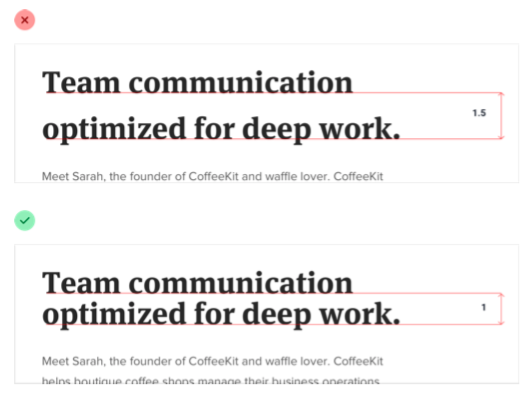 Team communication
optimized for deep work.
1.5
Meet Sarah, the founder of CoffeeKit and waffle lover. CoffeeKit
Team communication
optimized for deep work.
1
Meet Sarah, the founder of CoffeeKit and waffle lover. CoffeeKit
helps boutique coffee shops manage their business operations